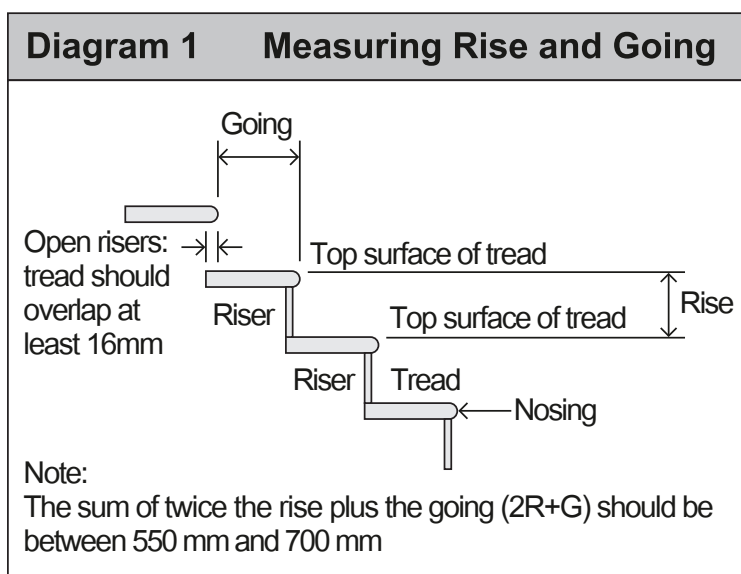 Diagram 1 Measuring Rise and Going
Going
Open risers:
tread should
overlap at
least 16mm
Top surface of tread
Rise
Riser
Top surface of tread
Riser
Tread
Nosing
Note:
The sum of twice the rise plus the going (2R+G) should be
between 550 mm and 700 mm